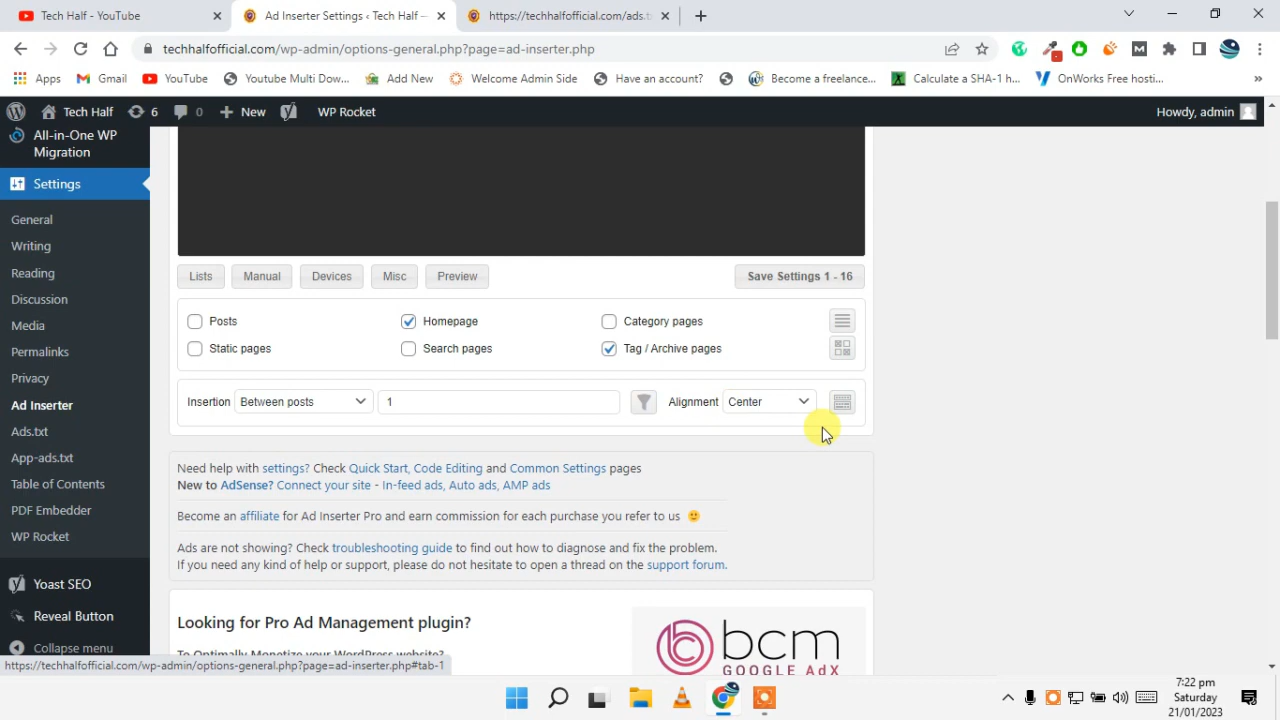 Tech Half - YouTube
Ad Inserter Settings ‹ Tech Half —
https://techhalfofficial.com/ads.t
techhalfofficial.com/wp-admin/options-general.php?page=ad-inserter.php
Apps
Gmail
YouTube
Youtube Multi Dow...
Add New
Welcome Admin Side
Have an account?
Become a freelance...
Calculate a SHA-1 h...
OnWorks Free hosti...
»
Tech Half
6
0
New
WP Rocket
Howdy, admin
All-in-One WP
Migration
Settings
General
Writing
Reading
Discussion
Media
Permalinks
Privacy
Ad Inserter
Ads.txt
App-ads.txt
Table of Contents
PDF Embedder
WP Rocket
Yoast SEO
Reveal Button
Collapse menu
Lists
Manual
Devices
Misc
Preview
Save Settings 1 - 16
Posts
Homepage
Category pages
Static pages
Search pages
Tag / Archive pages
Insertion
Between posts
1
Alignment
Center
Need help with settings? Check Quick Start, Code Editing and Common Settings pages
New to AdSense? Connect your site - In-feed ads, Auto ads, AMP ads
Become an affiliate for Ad Inserter Pro and earn commission for each purchase you refer to us
Ads are not showing? Check troubleshooting guide to find out how to diagnose and fix the problem.
If you need any kind of help or support, please do not hesitate to open a thread on the support forum.
Looking for Pro Ad Management plugin?
To Optimally Monetize your WordPress website?
bcm
GOOGLE AdX
https://techhalfofficial.com/wp-admin/options-general.php?page=ad-inserter.php#tab-1
7:22 pm
Saturday
21/01/2023